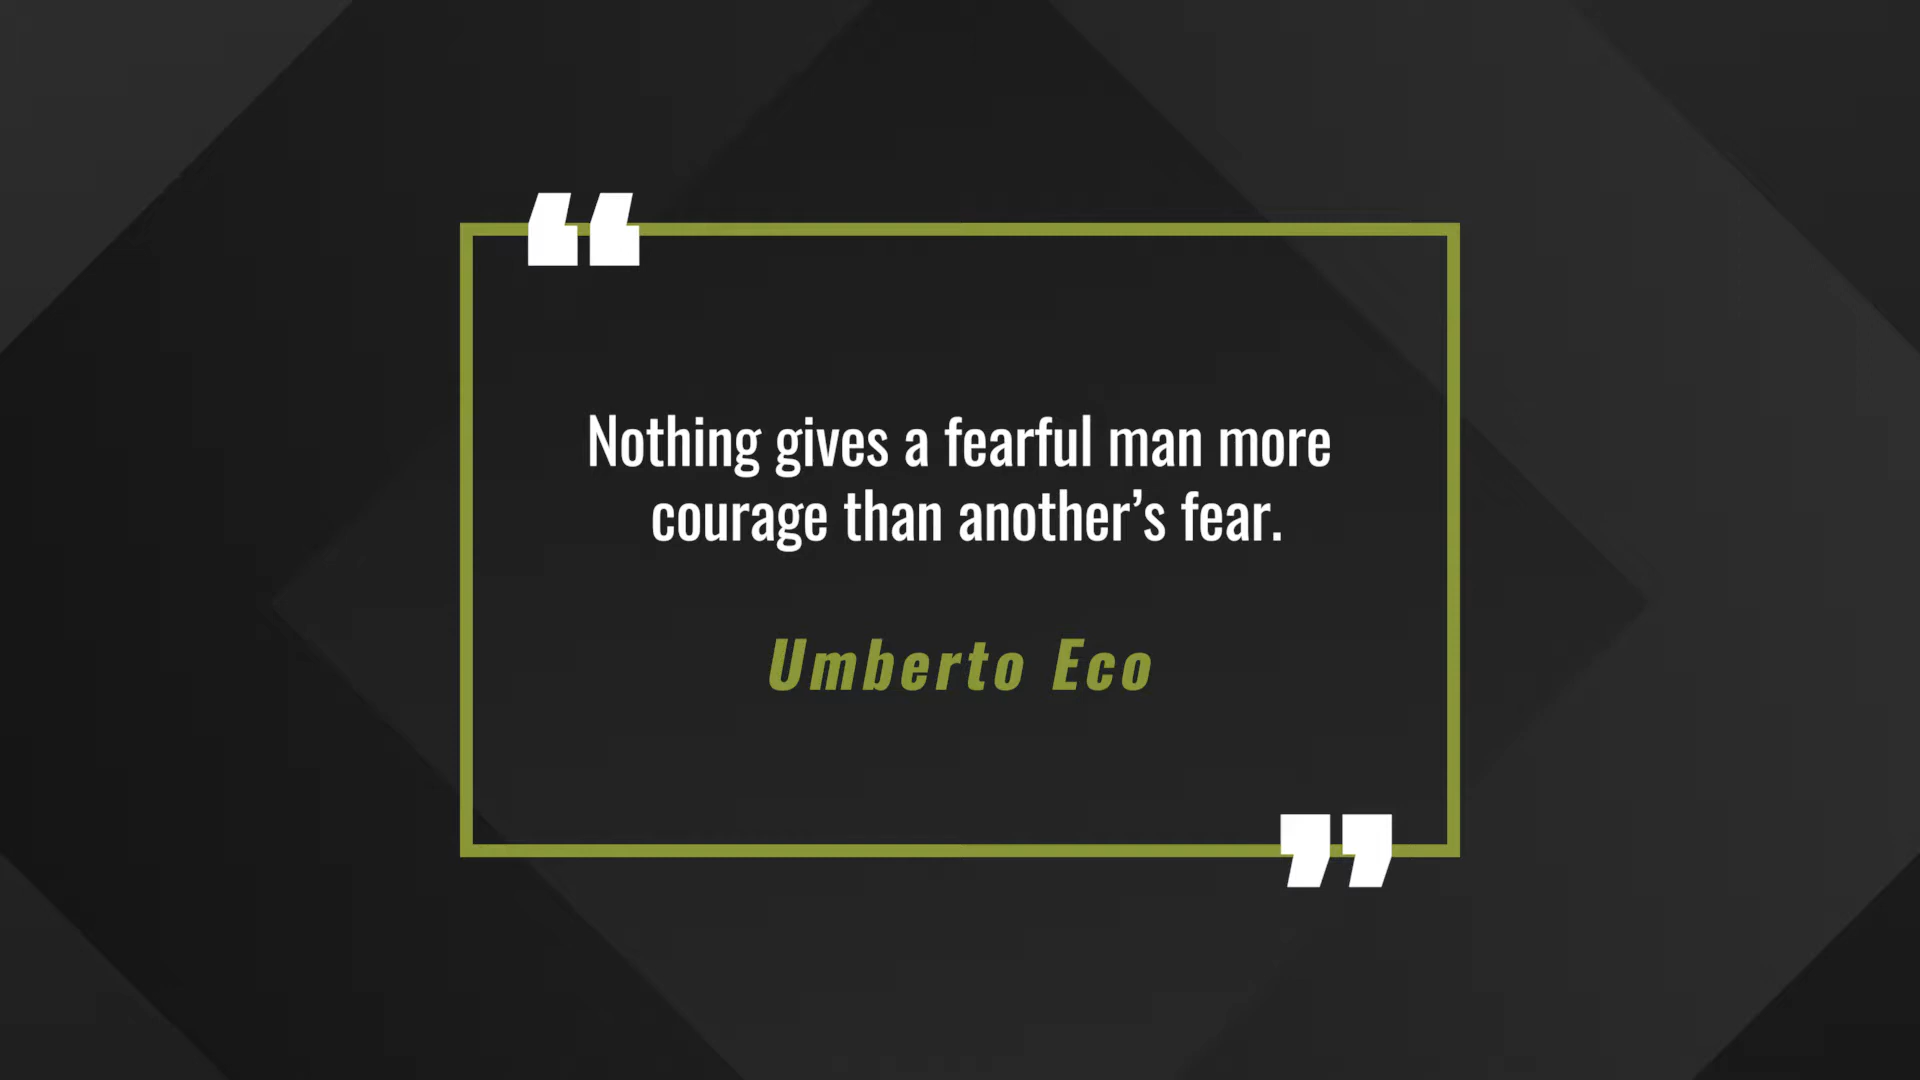 “
Nothing gives a fearful man more
courage than another’s fear.
Umberto Eco
”